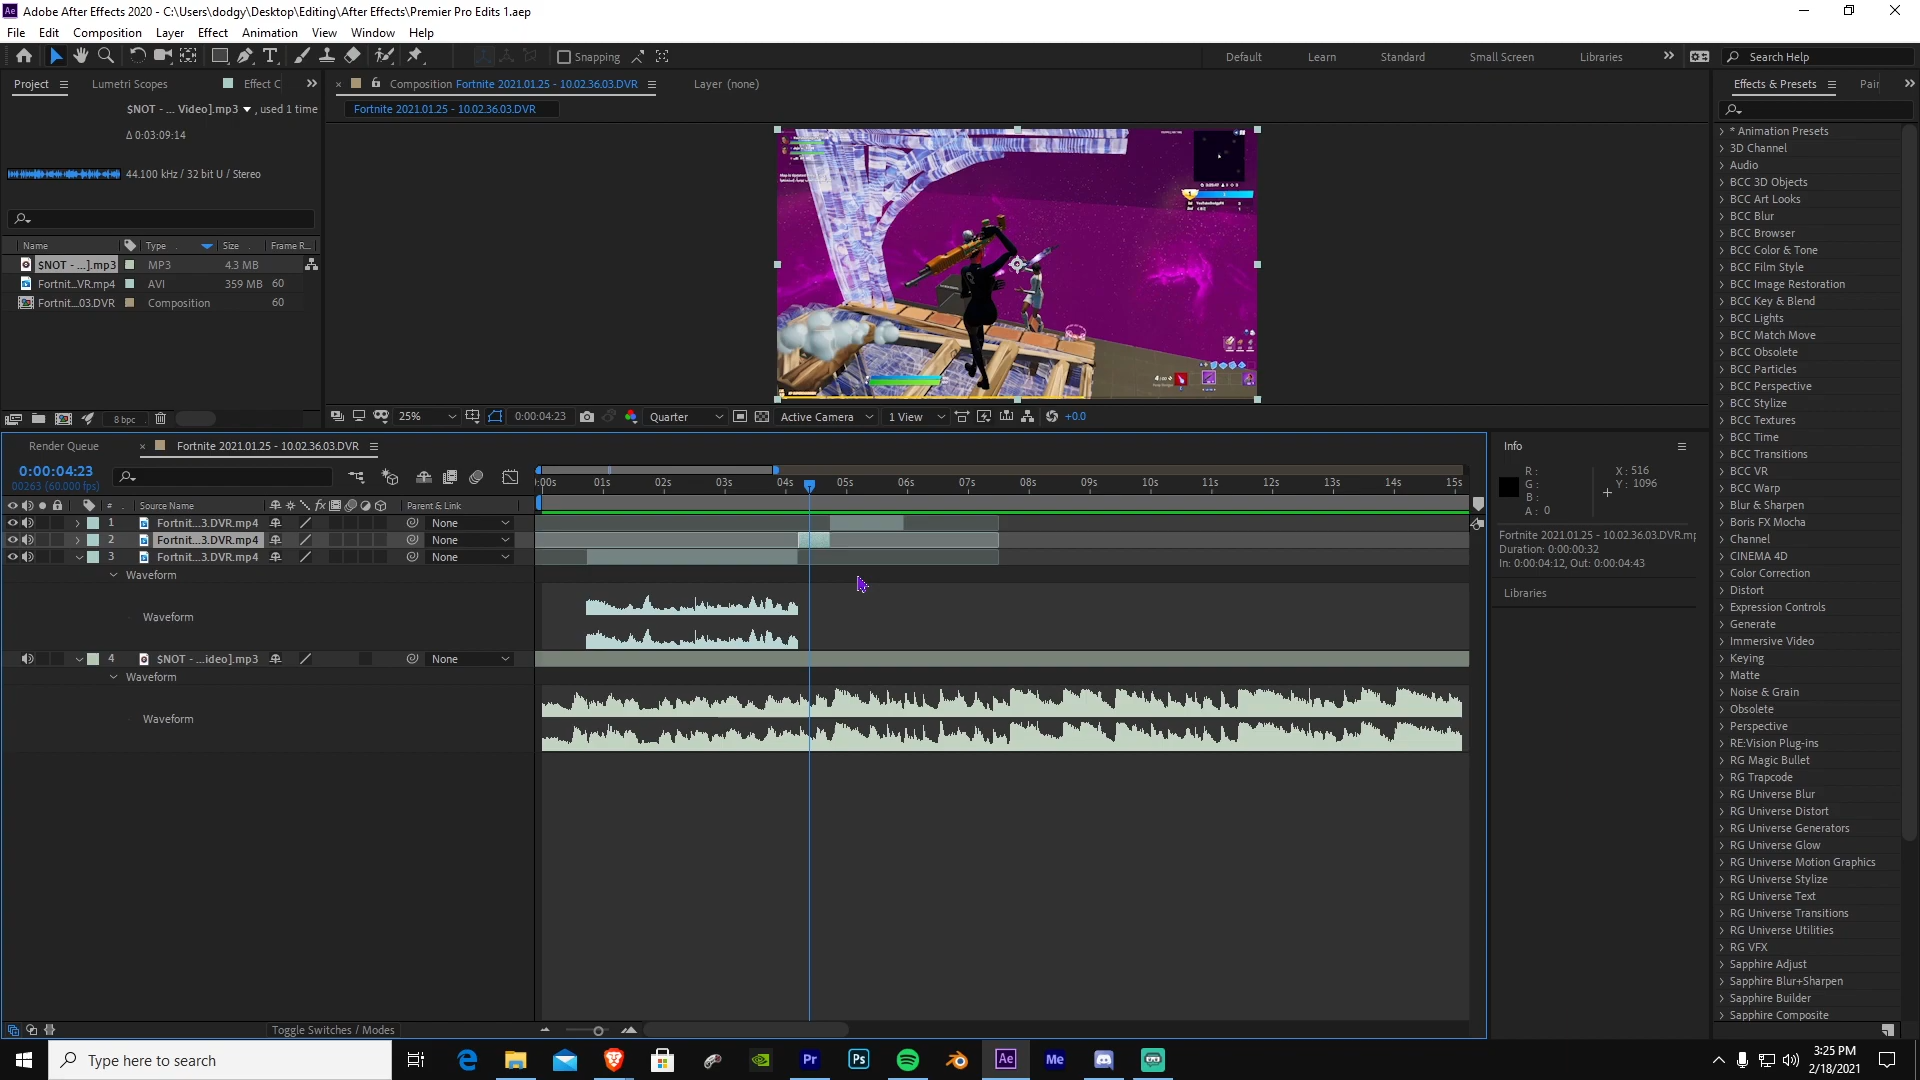 Adobe After Effects 2020 - C:\Users\dodgy\Desktop\Editing\After Effects\Premier Pro Edits 1.aep
File Edit Composition Layer Effect Animation View Window Help
Snapping
Default Learn Standard Small Screen Libraries Search Help
Project Lumetri Scopes Effect C
Composition Fortnite 2021.01.25 - 10.02.36.03.DVR Layer (none)
Effects & Presets Pair
Fortnite 2021.01.25 - 10.02.36.03.DVR
$NOT - ... Video].mp3 , used 1 time
Δ 0:03:09:14
44.100 kHz / 32 bit U / Stereo
Name Type Size Frame R...
$NOT - ...].mp3 MP3 4.3 MB
Fortnit...VR.mp4 AVI 359 MB 60
Fortnit...03.DVR Composition 60
8 bpc
25% 0:00:04:23 Quarter Active Camera 1 View +0.0
Render Queue Fortnite 2021.01.25 - 10.02.36.03.DVR
0:00:04:23
00263 (60.000 fps)
:00s 01s 02s 03s 04s 05s 06s 07s 08s 09s 10s 11s 12s 13s 14s 15s
# Source Name fx Parent & Link
1 Fortnit...3.DVR.mp4 None
2 Fortnit...3.DVR.mp4 None
3 Fortnit...3.DVR.mp4 None
Waveform
Waveform
4 $NOT - ...ideo].mp3 None
Waveform
Waveform
Toggle Switches / Modes
Info
R :
G :
B :
A : 0
X : 516
Y : 1096
Fortnite 2021.01.25 - 10.02.36.03.DVR.mp
Duration: 0:00:00:32
In: 0:00:04:12, Out: 0:00:04:43
Libraries
* Animation Presets
3D Channel
Audio
BCC 3D Objects
BCC Art Looks
BCC Blur
BCC Browser
BCC Color & Tone
BCC Film Style
BCC Image Restoration
BCC Key & Blend
BCC Lights
BCC Match Move
BCC Obsolete
BCC Particles
BCC Perspective
BCC Stylize
BCC Textures
BCC Time
BCC Transitions
BCC VR
BCC Warp
Blur & Sharpen
Boris FX Mocha
Channel
CINEMA 4D
Color Correction
Distort
Expression Controls
Generate
Immersive Video
Keying
Matte
Noise & Grain
Obsolete
Perspective
RE:Vision Plug-ins
RG Magic Bullet
RG Trapcode
RG Universe Blur
RG Universe Distort
RG Universe Generators
RG Universe Glow
RG Universe Motion Graphics
RG Universe Stylize
RG Universe Text
RG Universe Transitions
RG Universe Utilities
RG VFX
Sapphire Adjust
Sapphire Blur+Sharpen
Sapphire Builder
Sapphire Composite
Type here to search
Pr Ps Ae Me
3:25 PM
2/18/2021